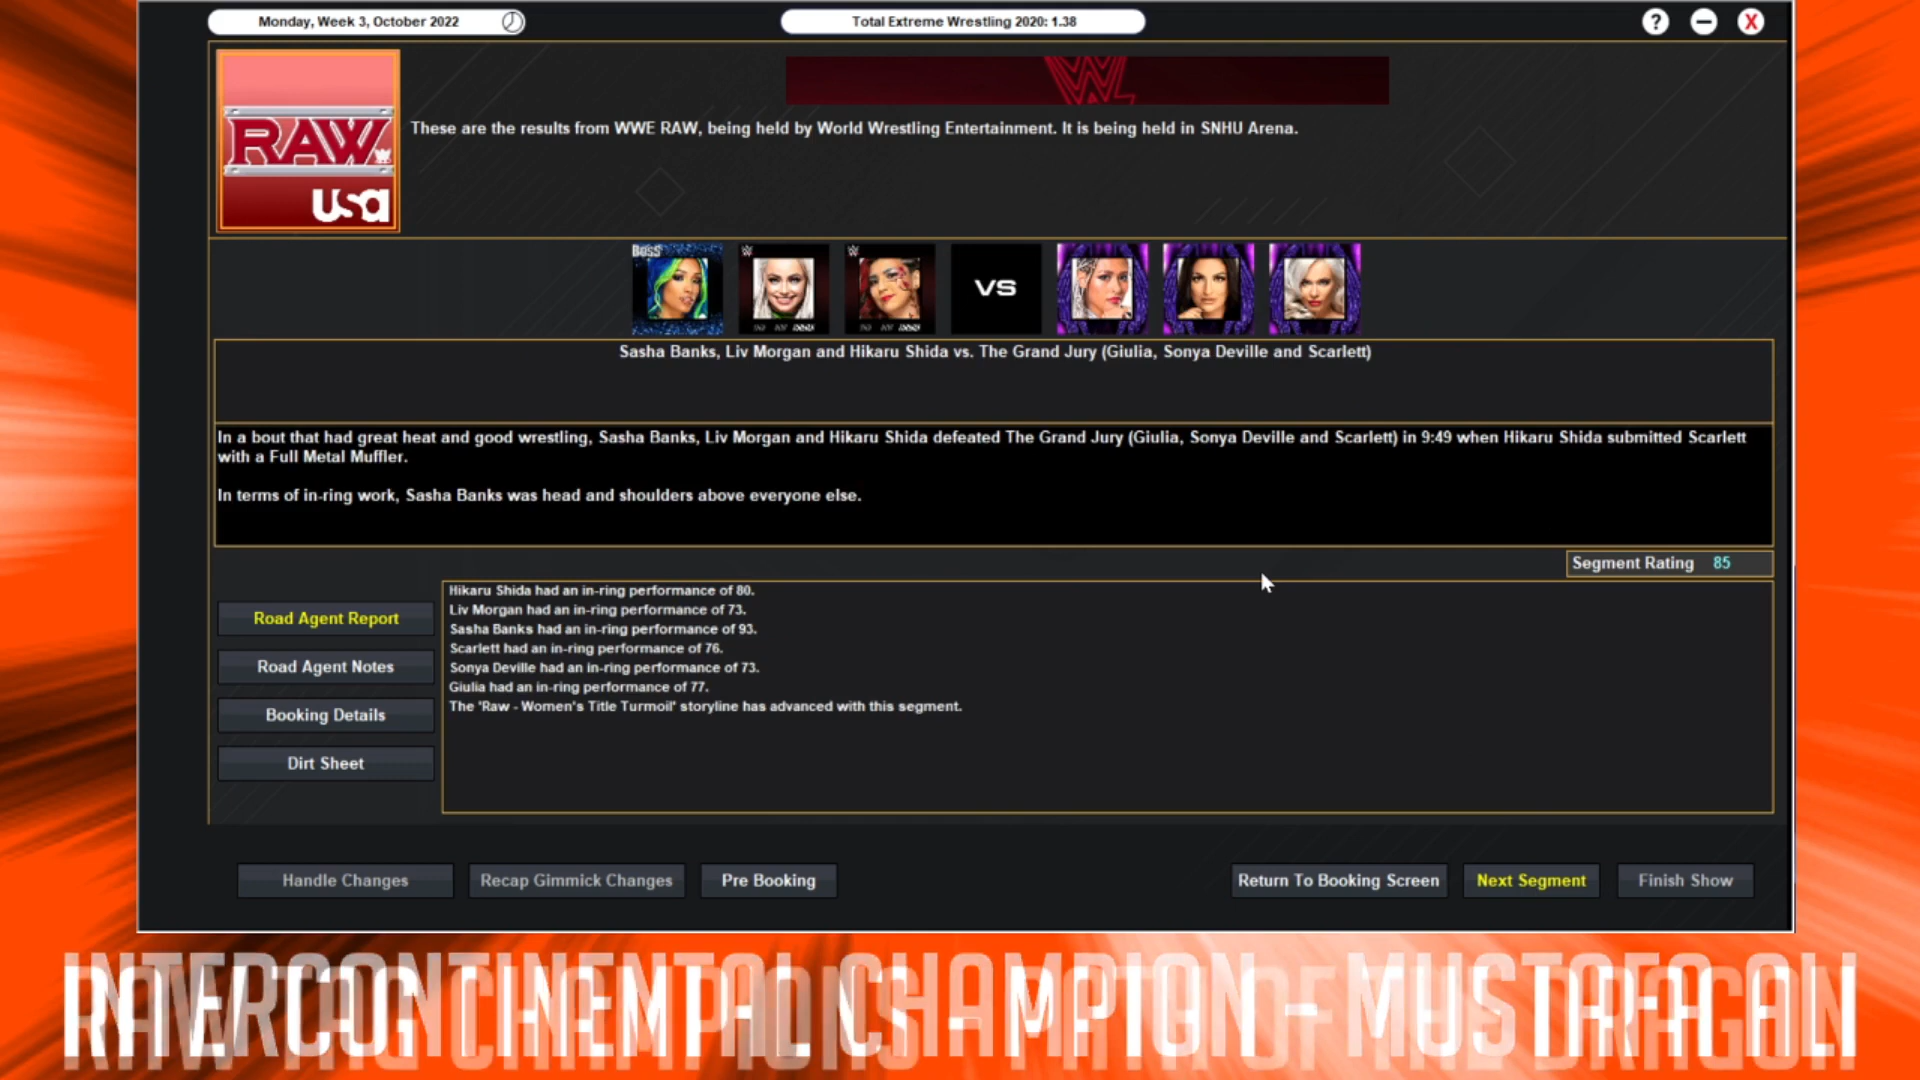 Monday, Week 3, October 2022
Total Extreme Wrestling 2020: 1.38
?
X
RAW
usa
These are the results from WWE RAW, being held by World Wrestling Entertainment. It is being held in SNHU Arena.
BOSS
VS
Sasha Banks, Liv Morgan and Hikaru Shida vs. The Grand Jury (Giulia, Sonya Deville and Scarlett)
In a bout that had great heat and good wrestling, Sasha Banks, Liv Morgan and Hikaru Shida defeated The Grand Jury (Giulia, Sonya Deville and Scarlett) in 9:49 when Hikaru Shida submitted Scarlett
with a Full Metal Muffler.
In terms of in-ring work, Sasha Banks was head and shoulders above everyone else.
Segment Rating 85
Road Agent Report
Road Agent Notes
Booking Details
Dirt Sheet
Hikaru Shida had an in-ring performance of 80.
Liv Morgan had an in-ring performance of 73.
Sasha Banks had an in-ring performance of 93.
Scarlett had an in-ring performance of 76.
Sonya Deville had an in-ring performance of 73.
Giulia had an in-ring performance of 77.
The 'Raw - Women's Title Turmoil' storyline has advanced with this segment.
Handle Changes
Recap Gimmick Changes
Pre Booking
Return To Booking Screen
Next Segment
Finish Show
INTERCONTINENTAL CHAMPION - MUSTAFA ALI